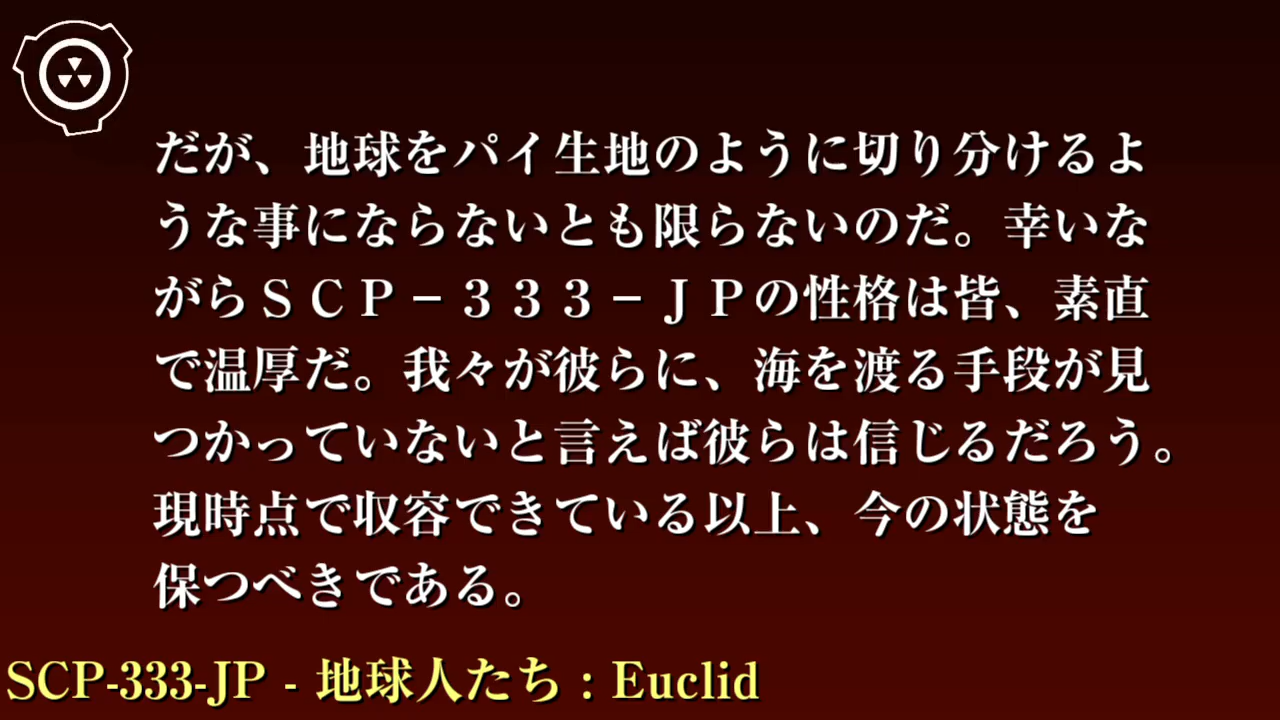 だが、地球をパイ生地のように切り分けるよ
うな事にならないとも限らないのだ。幸いな
がらＳＣＰ－３３３－ＪＰの性格は皆、素直
で温厚だ。我々が彼らに、海を渡る手段が見
つかっていないと言えば彼らは信じるだろう。
現時点で収容できている以上、今の状態を
保つべきである。
SCP-333-JP - 地球人たち : Euclid